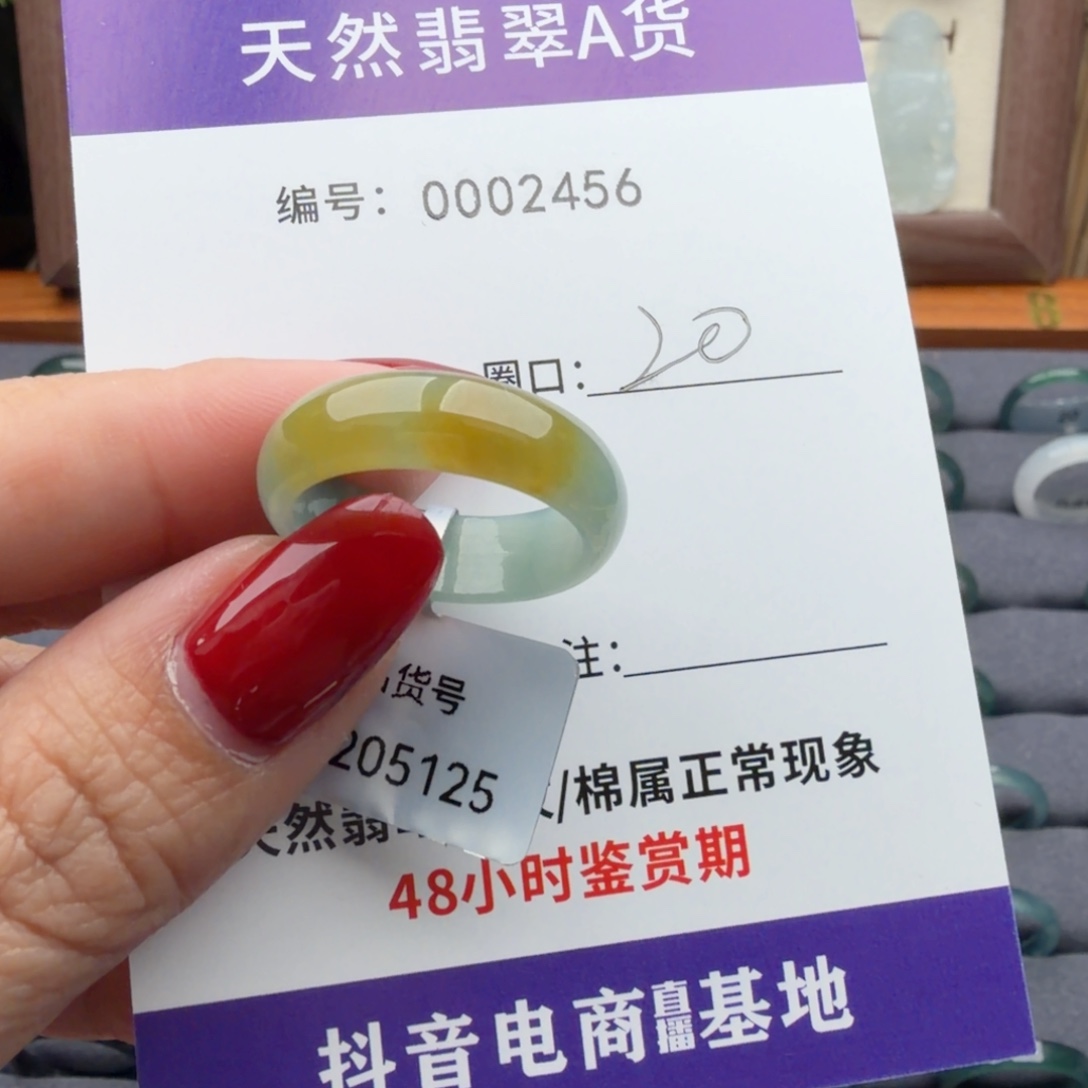 天然翡翠A货
编号：0002456
圈口：20
注：
货号
205125
然翡
/棉属正常现象
48小时鉴赏期
抖音电商直播基地